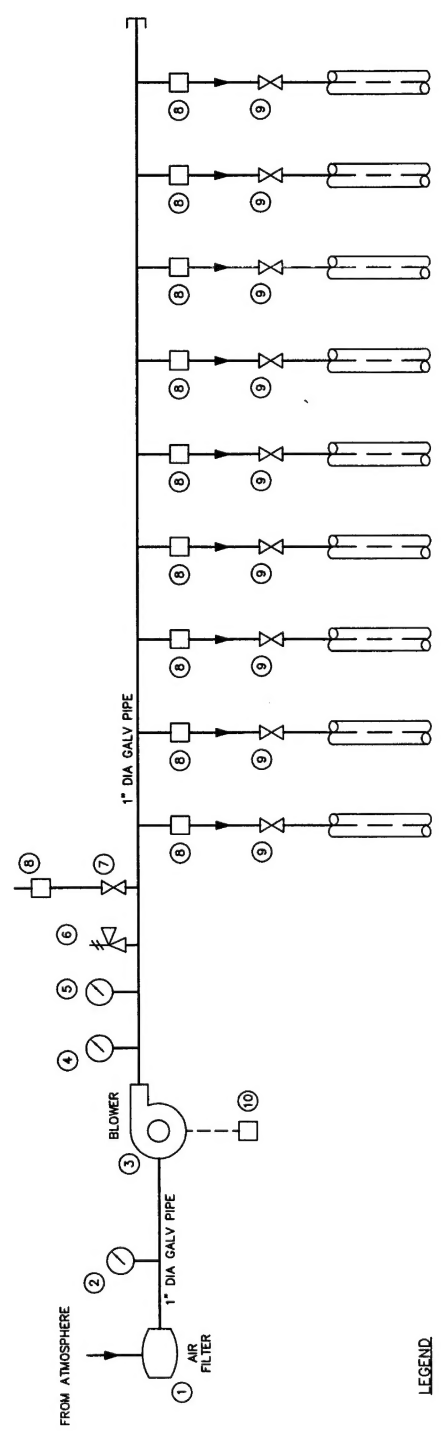 8
FROM ATMOSPHERE
4
5
6
2
7
BLOWER
3
1" DIA GALV PIPE
1" DIA GALV PIPE
1
AIR
FILTER
8 8 8 8 8 8 8 8 8
10
9 9 9 9 9 9 9 9 9
LEGEND